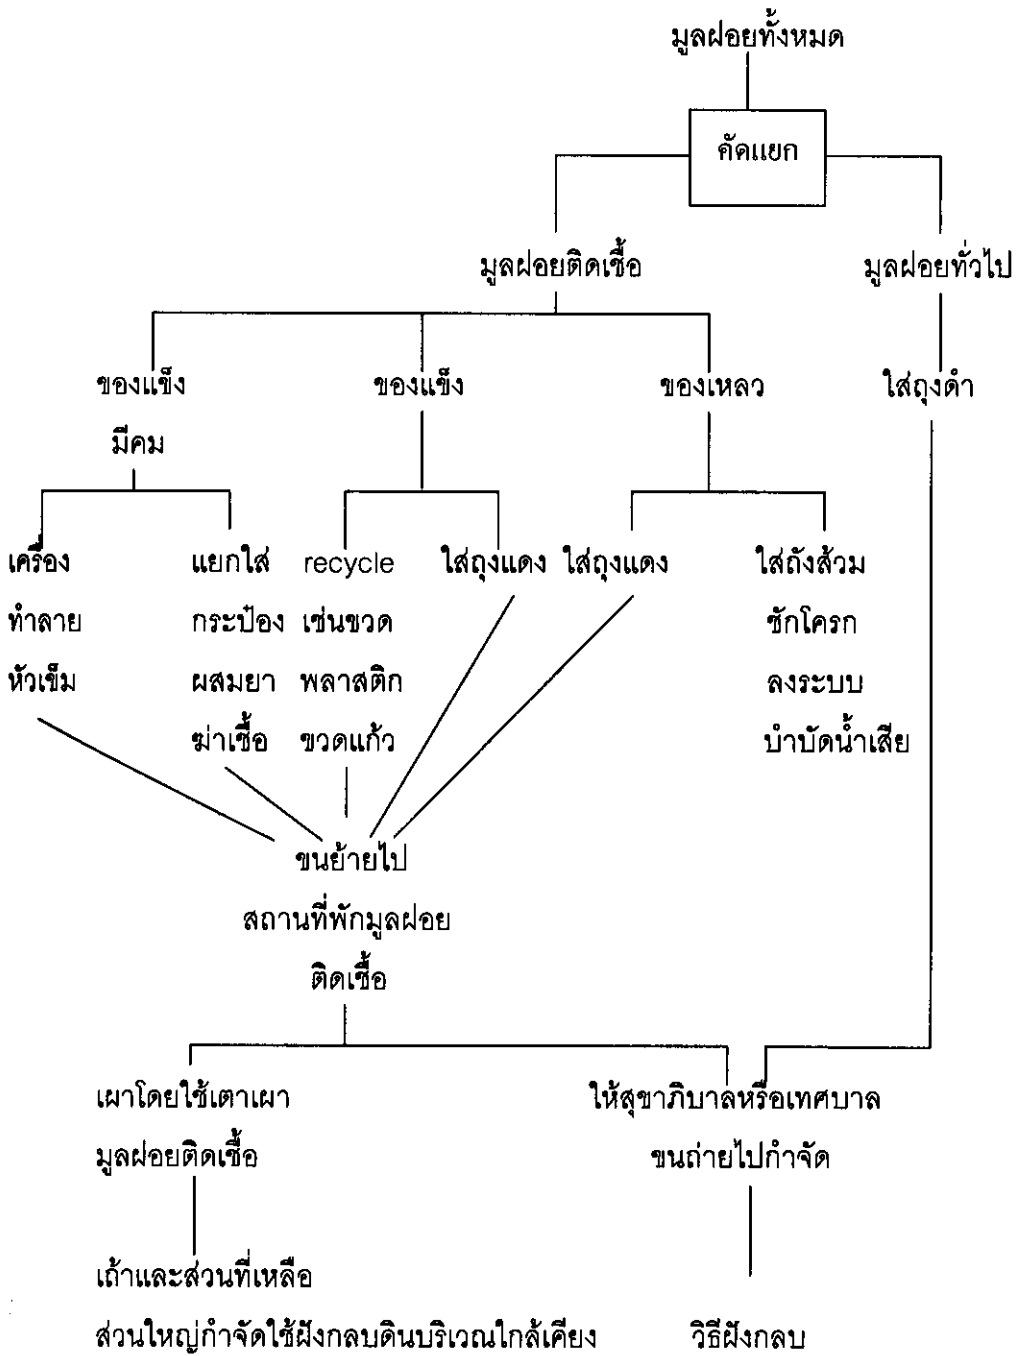 มูลฝอยทั้งหมด
คัดแยก
มูลฝอยติดเชื้อ
มูลฝอยทั่วไป
ของแข็ง
มีคม
ของแข็ง
ของเหลว
ใส่ถุงดำ
เครื่อง
ทำลาย
หัวเข็ม
แยกใส่
กระป๋อง
ผสมยา
ฆ่าเชื้อ
recycle
เช่นขวด
พลาสติก
ขวดแก้ว
ใส่ถุงแดง
ใส่ถุงแดง
ใส่ถังส้วม
ชักโครก
ลงระบบ
บำบัดน้ำเสีย
ขนย้ายไป
สถานที่พักมูลฝอย
ติดเชื้อ
เผาโดยใช้เตาเผา
มูลฝอยติดเชื้อ
ให้สุขาภิบาลหรือเทศบาล
ขนถ่ายไปกำจัด
เถ้าและส่วนที่เหลือ
ส่วนใหญ่กำจัดใช้ฝังกลบดินบริเวณใกล้เคียง
วิธีฝังกลบ